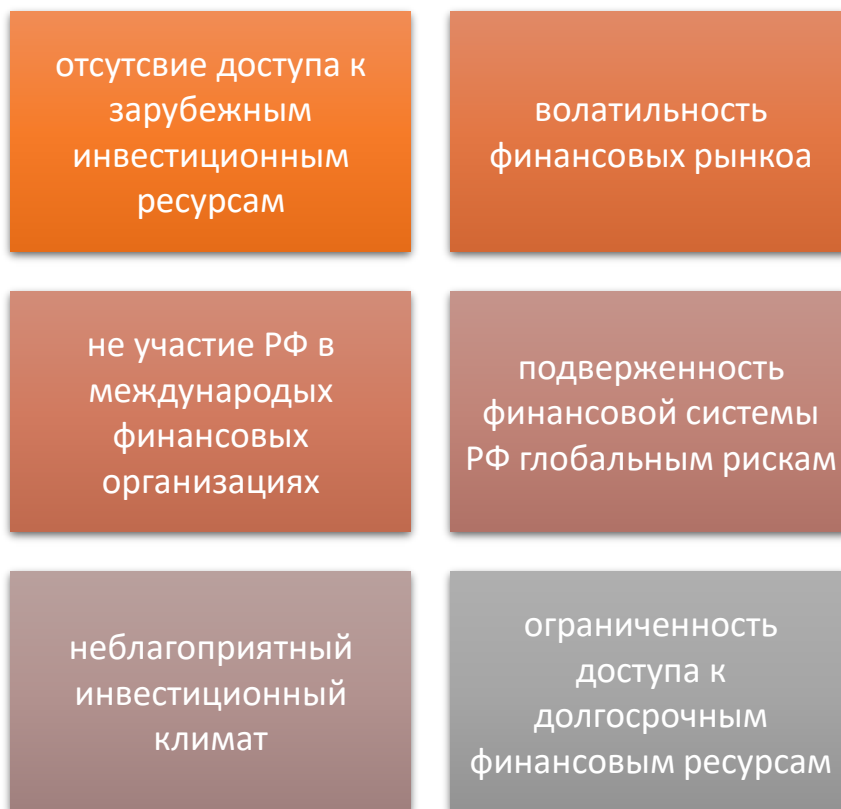 отсутсвие доступа к
зарубежным
инвестиционным
ресурсам
волатильность
финансовых рынкоа
не участие РФ в
международых
финансовых
организациях
подверженность
финансовой системы
РФ глобальным рискам
неблагоприятный
инвестиционный
климат
ограниченность
доступа к
долгосрочным
финансовым ресурсам